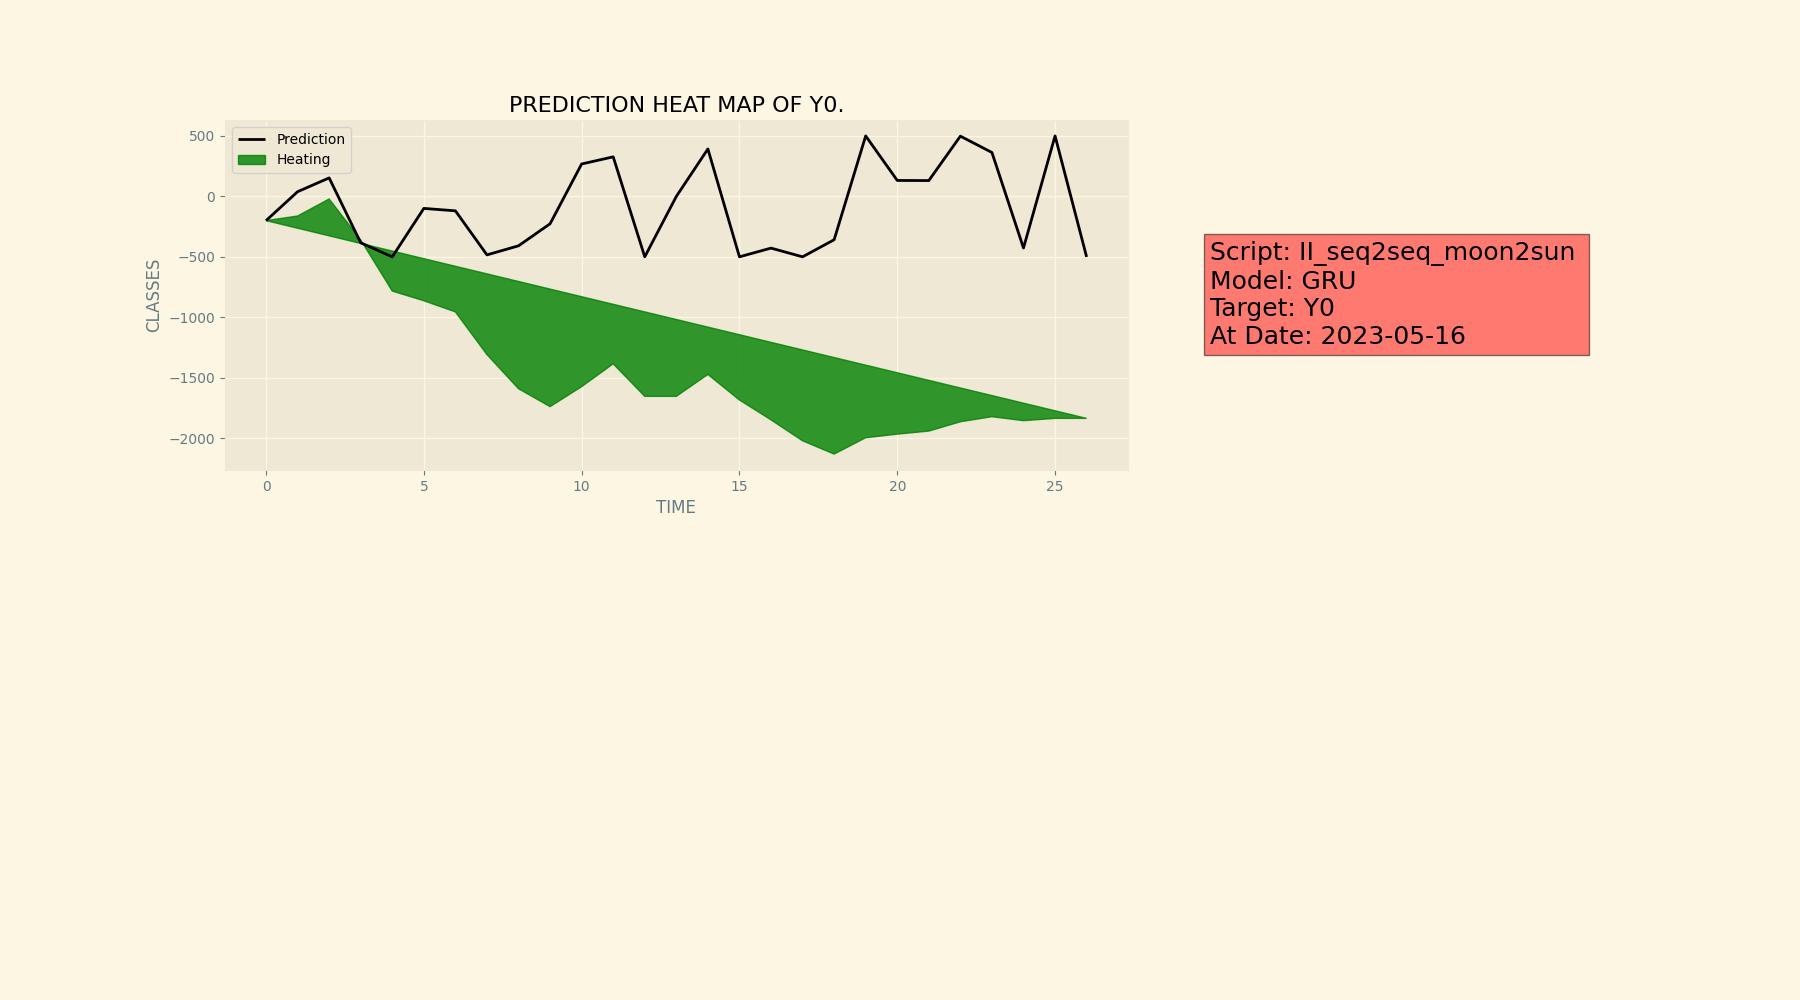 PREDICTION HEAT MAP OF Y0.
Prediction
Heating
500
0
−500
−1000
−1500
−2000
CLASSES
0 5 10 15 20 25
TIME
Script: II_seq2seq_moon2sun
Model: GRU
Target: Y0
At Date: 2023-05-16